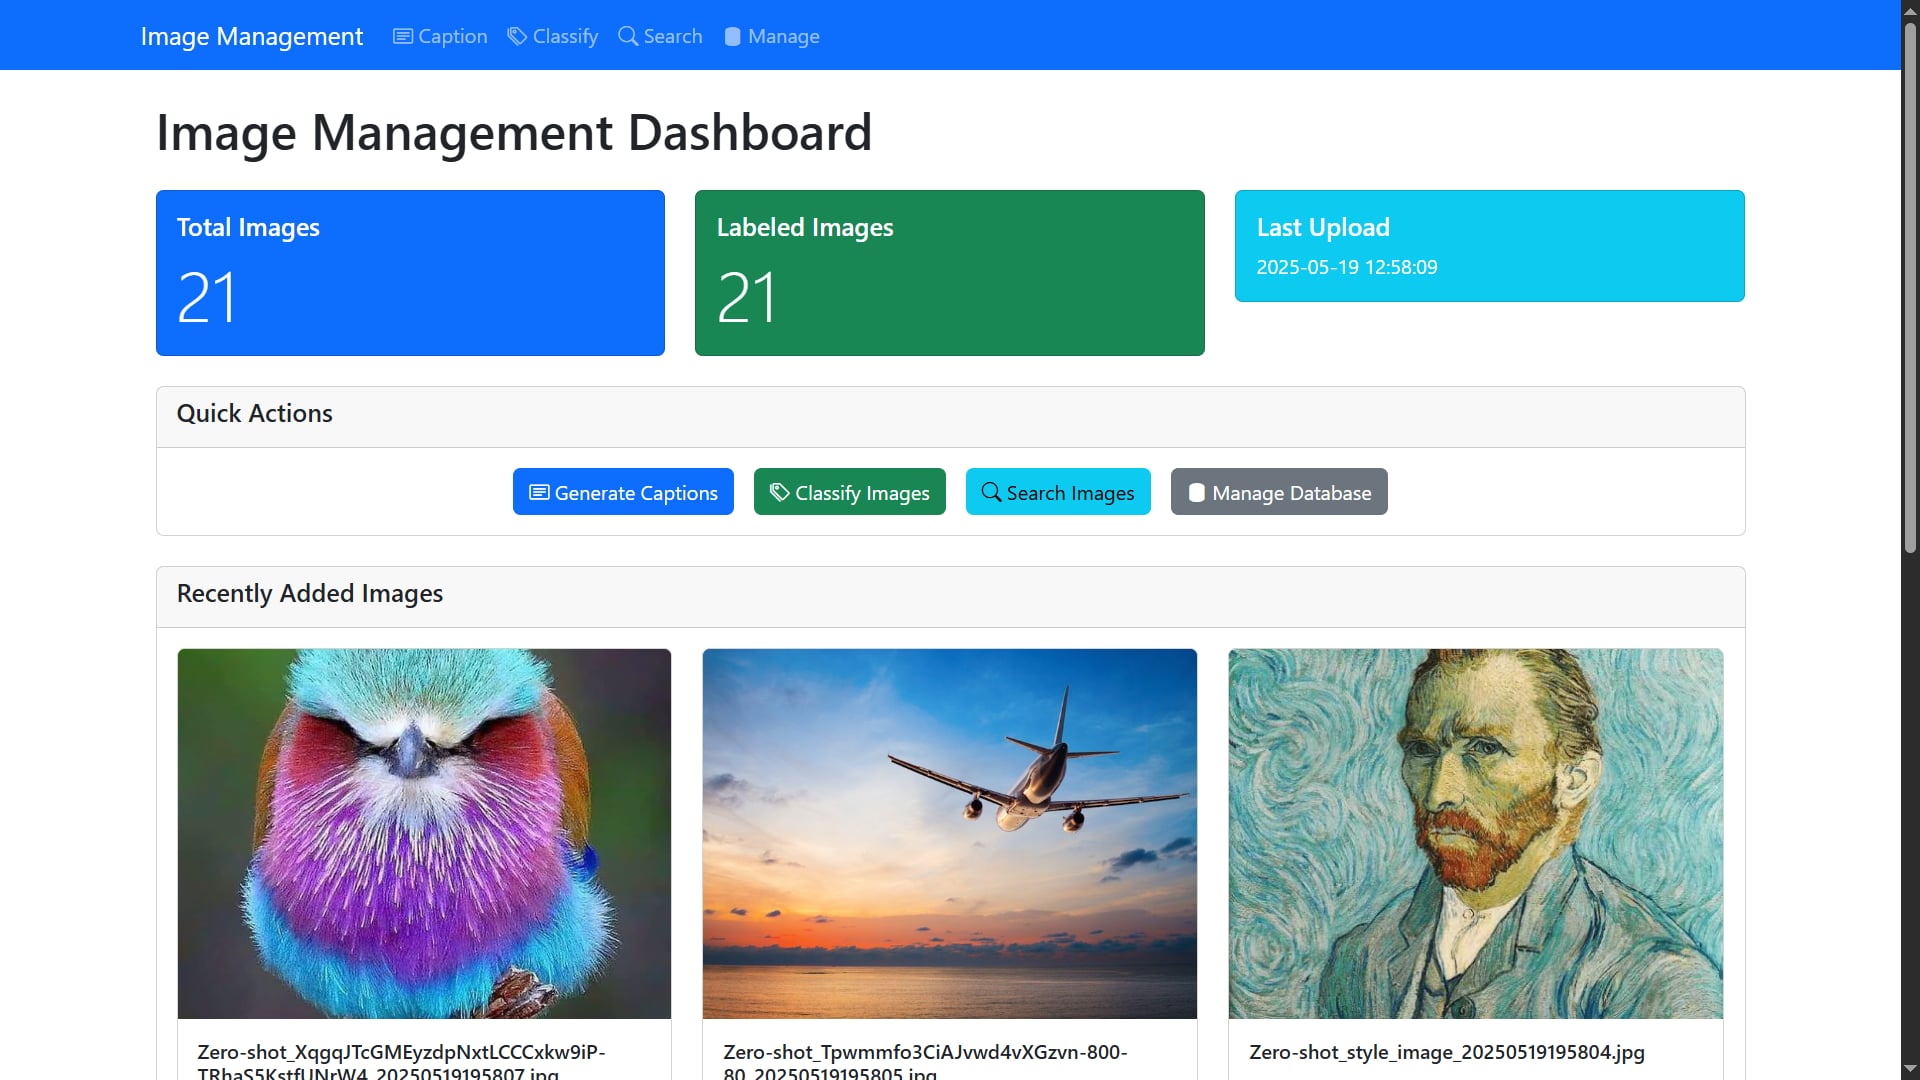 Image Management Caption Classify Search Manage
Image Management Dashboard
Total Images
21
Labeled Images
21
Last Upload
2025-05-19 12:58:09
Quick Actions
Generate Captions Classify Images Search Images Manage Database
Recently Added Images
Zero-shot_XqgqJTcGMEyzdpNxtLCCCxkw9iP-
TRhaS5KstfUNrW4_20250519195807.jpg
Zero-shot_Tpwmmfo3CiAJvwd4vXGzvn-800-
80_20250519195805.jpg
Zero-shot_style_image_20250519195804.jpg